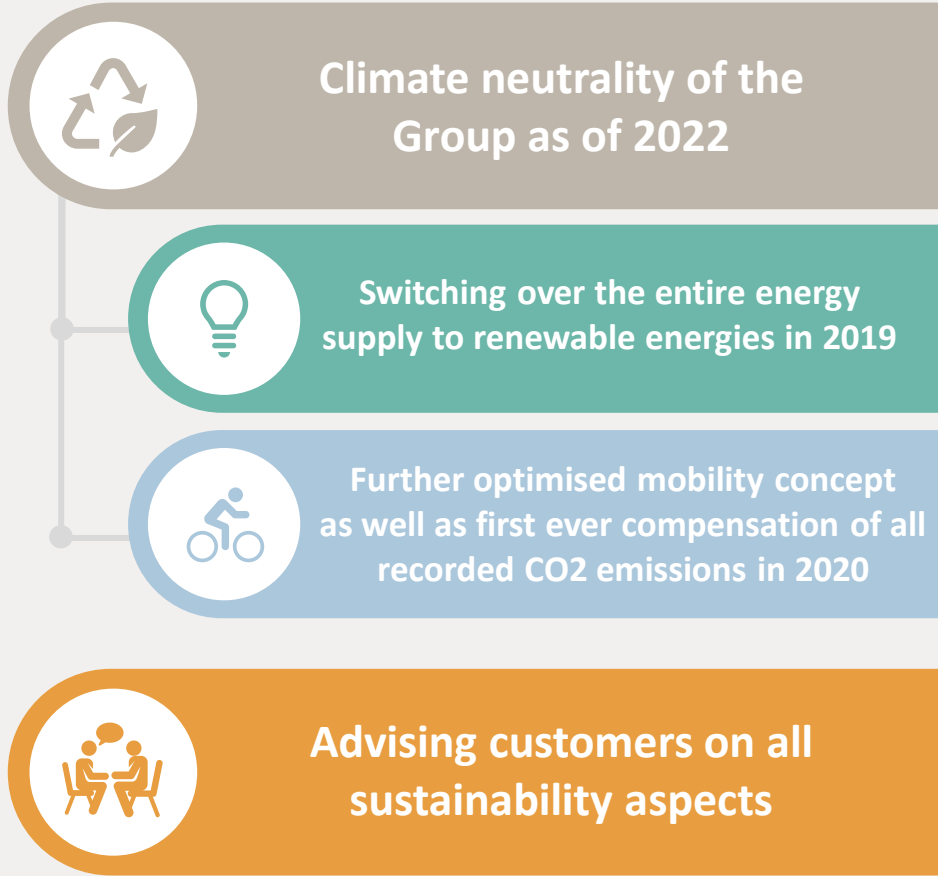 Climate neutrality of the
Group as of 2022
Switching over the entire energy
supply to renewable energies in 2019
Further optimised mobility concept
as well as first ever compensation of all
recorded CO2 emissions in 2020
Advising customers on all
sustainability aspects